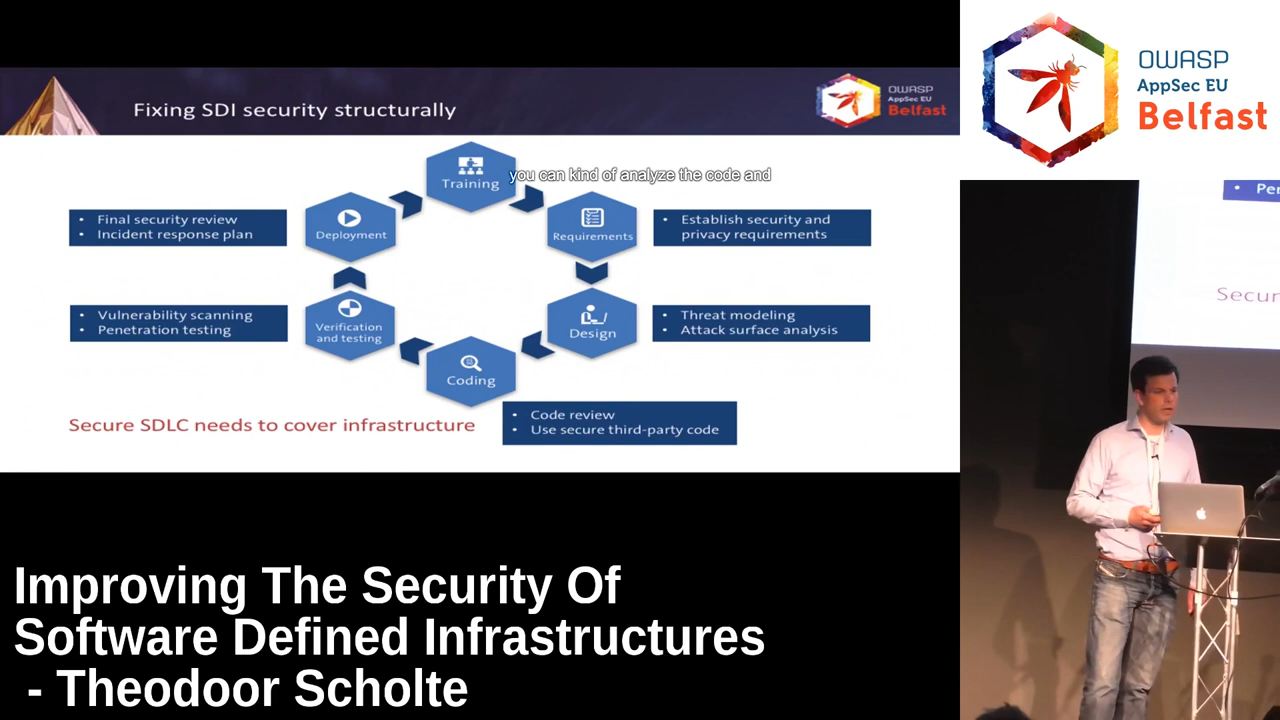 Fixing SDI security structurally
OWASP
AppSec EU
Belfast
Training
you can kind of analyze the code and
• Final security review
• Incident response plan
Deployment
Requirements
• Establish security and
privacy requirements
• Vulnerability scanning
• Penetration testing
Verification
and testing
Design
• Threat modeling
• Attack surface analysis
Coding
Secure SDLC needs to cover infrastructure
• Code review
• Use secure third-party code
OWASP
AppSec EU
Belfast
• Pe
Secur
Improving The Security Of
Software Defined Infrastructures
- Theodoor Scholte